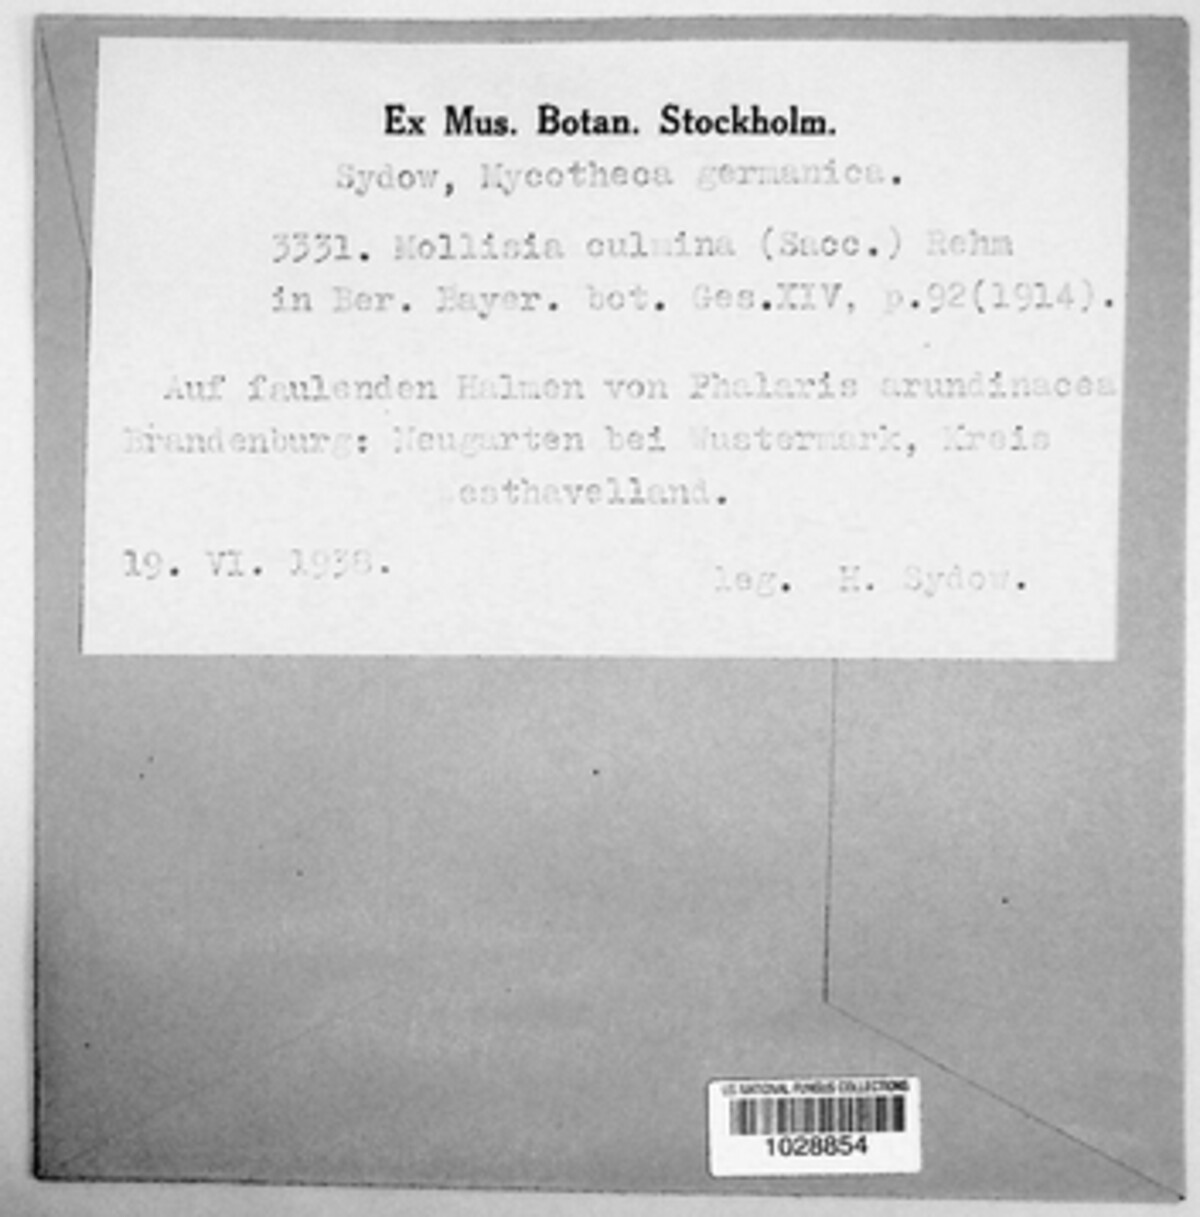 Ex Mus. Botan. Stockholm.
Sydow, Mycotheca germanica.
3331. Mollisia culmina (Sacc.) Rehm
in Ber. Bayer. bot. Ges.XIV, p.92(1914).
Auf faulenden Halmen von Phalaris arundinacea
Brandenburg: Neugarten bei Wustermark, Kreis
esthavelland.
19. VI. 1938.
leg. H. Sydow.
US NATIONAL FUNGUS COLLECTIONS
1028854